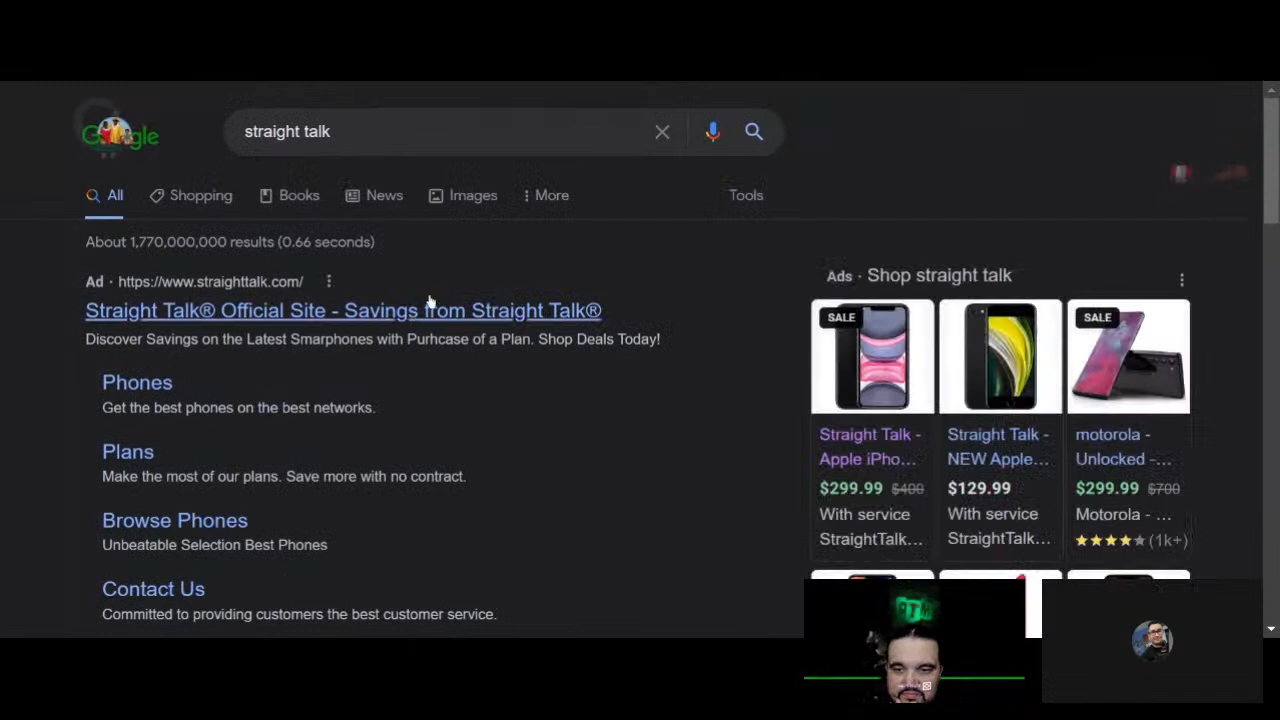 Google
straight talk
All
Shopping
Books
News
Images
More
Tools
About 1,770,000,000 results (0.66 seconds)
Ad · https://www.straighttalk.com/
Straight Talk® Official Site - Savings from Straight Talk®
Discover Savings on the Latest Smarphones with Purhcase of a Plan. Shop Deals Today!
Phones
Get the best phones on the best networks.
Plans
Make the most of our plans. Save more with no contract.
Browse Phones
Unbeatable Selection Best Phones
Contact Us
Committed to providing customers the best customer service.
Ads · Shop straight talk
SALE
Straight Talk -
Apple iPho...
$299.99 $400
With service
StraightTalk...
Straight Talk -
NEW Apple...
$129.99
With service
StraightTalk...
SALE
motorola -
Unlocked -...
$299.99 $700
Motorola - ...
(1k+)